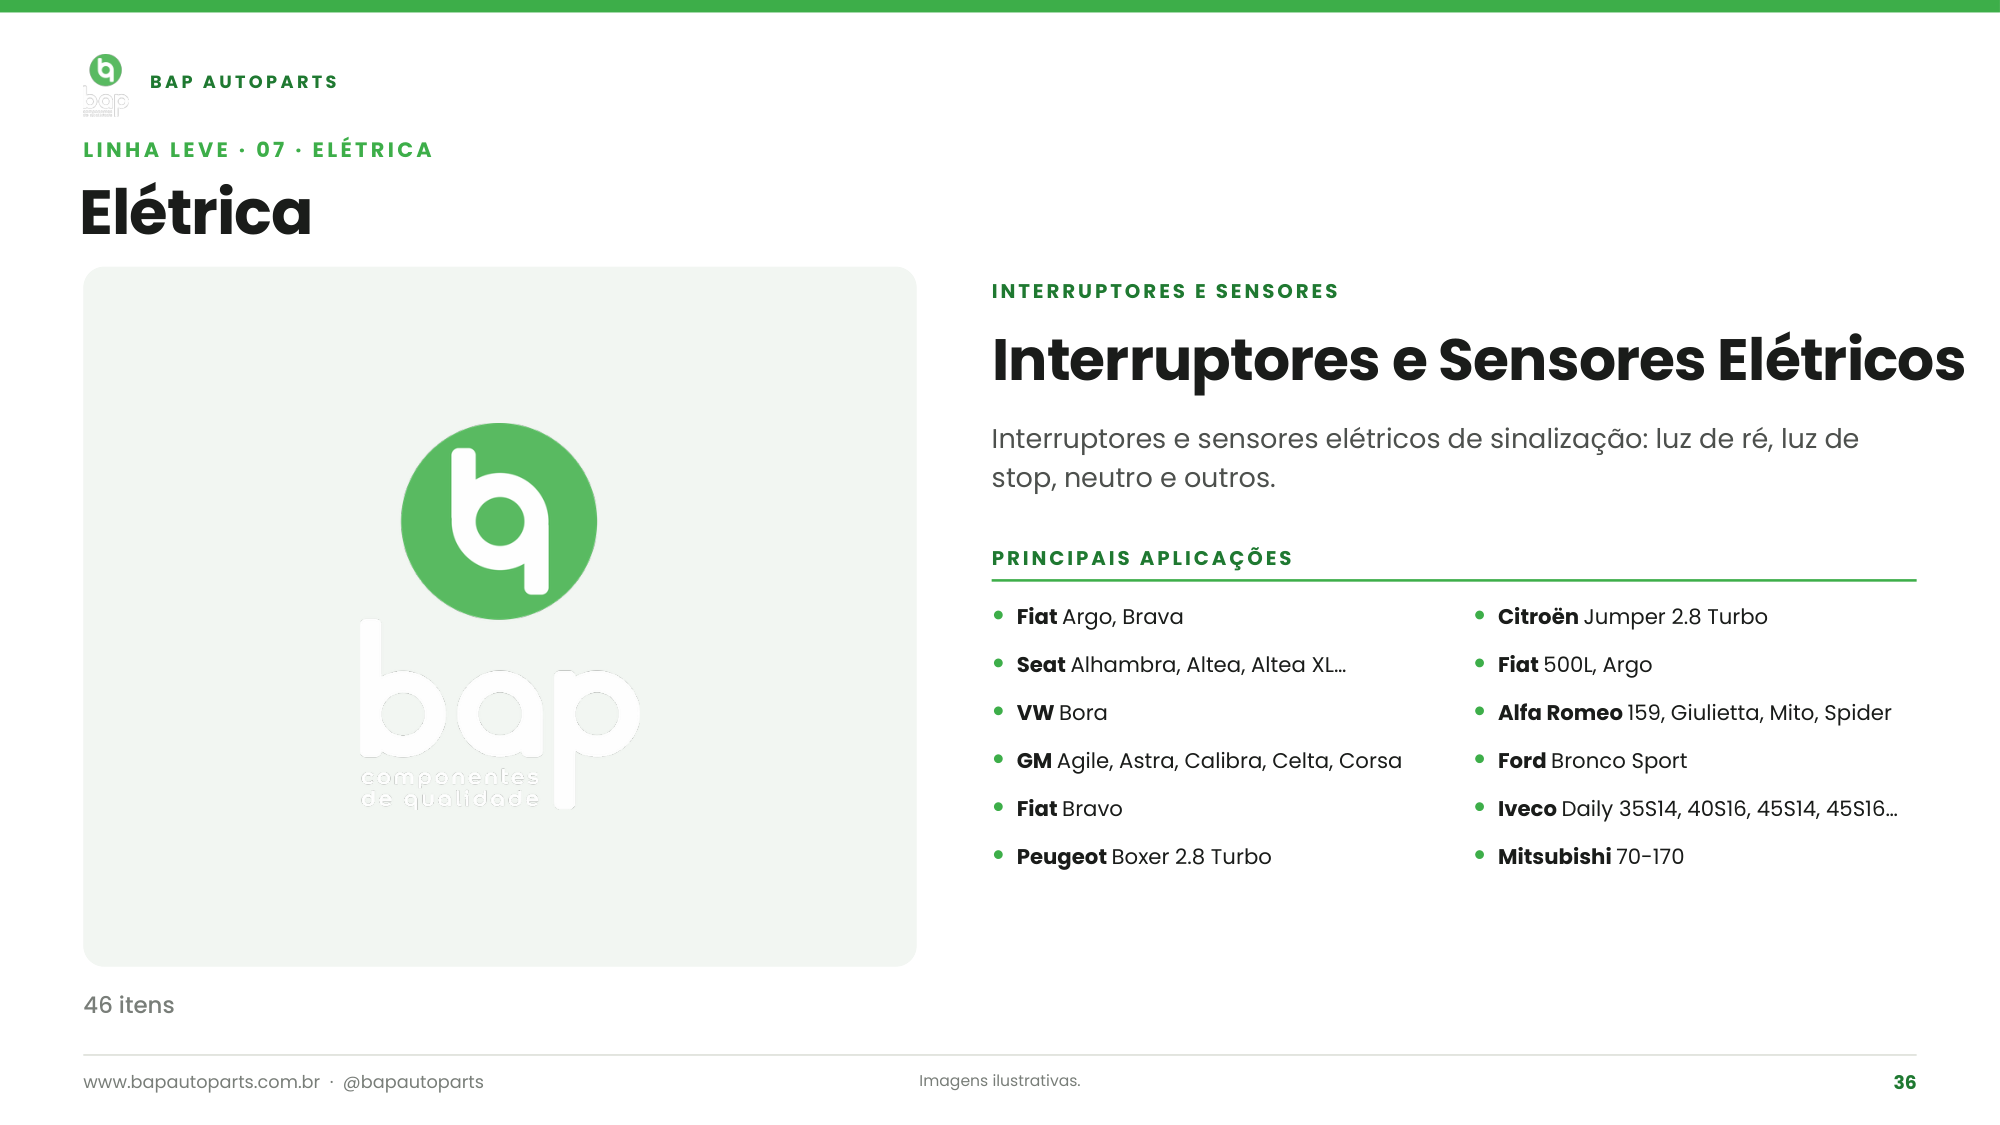 bap
BAP AUTOPARTS
LINHA LEVE · 07 · ELÉTRICA
Elétrica
bap
componentes
de qualidade
46 itens
INTERRUPTORES E SENSORES
Interruptores e Sensores Elétricos
Interruptores e sensores elétricos de sinalização: luz de ré, luz de
stop, neutro e outros.
PRINCIPAIS APLICAÇÕES
• Fiat Argo, Brava
• Seat Alhambra, Altea, Altea XL…
• VW Bora
• GM Agile, Astra, Calibra, Celta, Corsa
• Fiat Bravo
• Peugeot Boxer 2.8 Turbo
• Citroën Jumper 2.8 Turbo
• Fiat 500L, Argo
• Alfa Romeo 159, Giulietta, Mito, Spider
• Ford Bronco Sport
• Iveco Daily 35S14, 40S16, 45S14, 45S16…
• Mitsubishi 70-170
www.bapautoparts.com.br · @bapautoparts
Imagens ilustrativas.
36